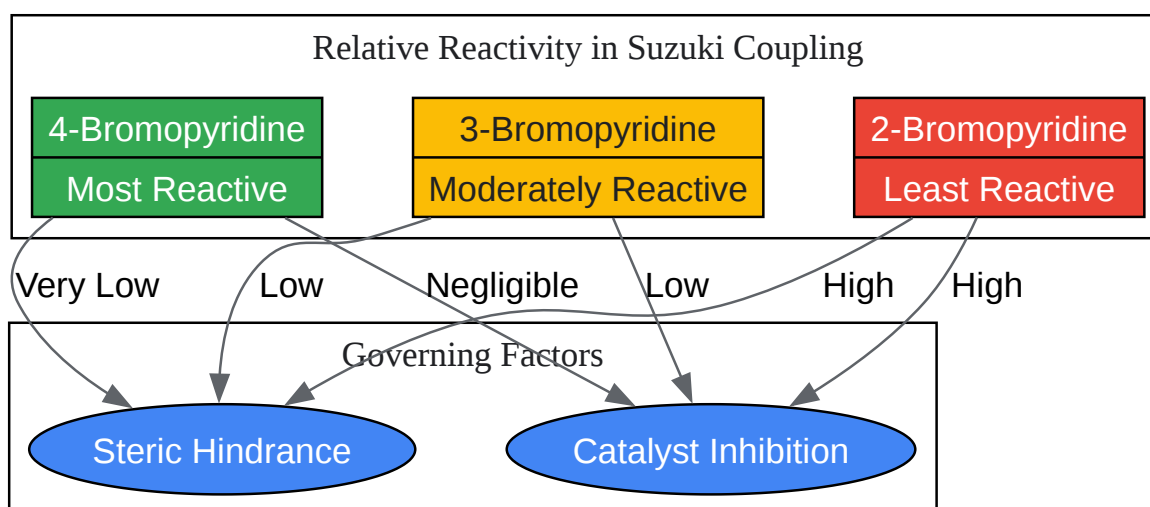 Relative Reactivity in Suzuki Coupling
4-Bromopyridine
Most Reactive
3-Bromopyridine
Moderately Reactive
2-Bromopyridine
Least Reactive
Very Low
Low
Negligible
Low
High
High
Governing Factors
Steric Hindrance
Catalyst Inhibition